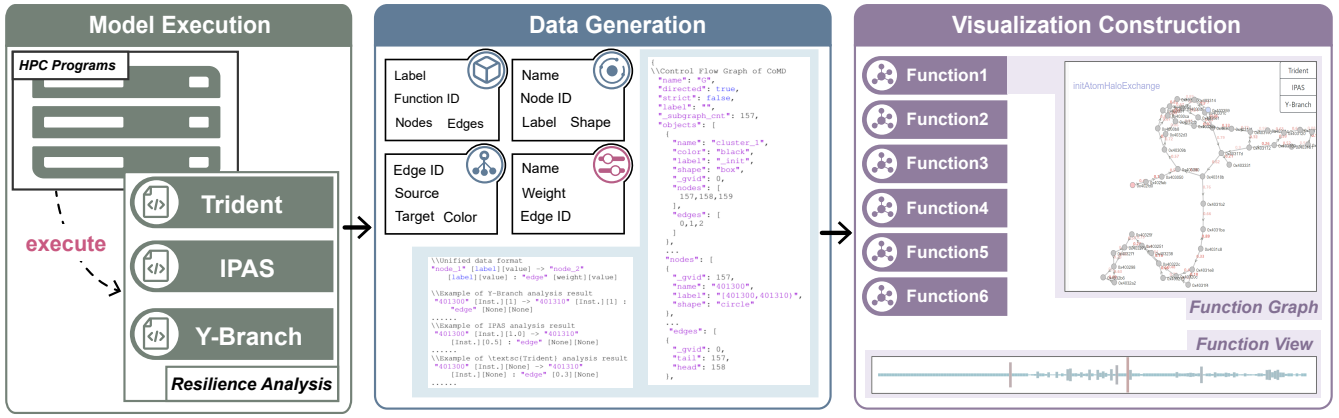 Model Execution
HPC Programs
execute
Trident
IPAS
Y-Branch
Resilience Analysis
Data Generation
Label
Function ID
Nodes Edges
Name
Node ID
Label Shape
Edge ID
Source
Target Color
Name
Weight
Edge ID
\\Unified data format
"node_1" [label][value] -> "node_2"
[label][value] : "edge" [weight][value]
\\Example of Y-Branch analysis result
"401300" [Inst.][1] -> "401310" [Inst.][1] :
"edge" [None][None]
......
\\Example of IPAS analysis result
"401300" [Inst.][1.0] -> "401310"
[Inst.][0.5] : "edge" [None][None]
......
\\Example of \textsc(Trident) analysis result
"401300" [Inst.][None] -> "401310"
[Inst.][None] : "edge" [0.3][None]
......
{
\\Control Flow Graph of CoMD
"name": "G",
"directed": true,
"strict": false,
"label": "",
"_subgraph_cnt": 157,
"objects": [
{
"name": "cluster_1",
"color": "black",
"label": "_init",
"shape": "box",
"_gvid": 0,
"nodes": [
157,158,159
],
"edges": [
0,1,2
]
},
...
"nodes": [
{
"_gvid": 157,
"name": "401300",
"label": "[401300,401310)",
"shape": "circle"
},
...
"edges": [
{
"_gvid": 0,
"tail": 157,
"head": 158
},
Visualization Construction
Function1
Function2
Function3
Function4
Function5
Function6
initAtomHaloExchange
Trident
IPAS
Y-Branch
Function Graph
Function View